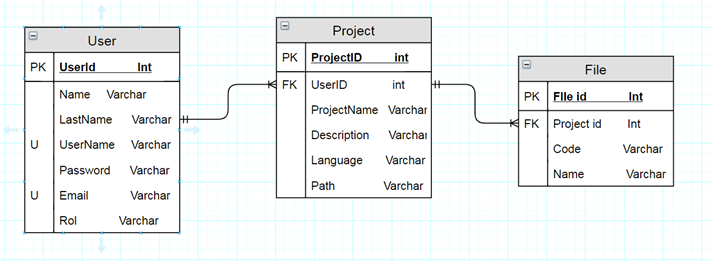 User
PK UserId Int
Name Varchar
LastName Varchar
U UserName Varchar
Password Varchar
U Email Varchar
Rol Varchar
Project
PK ProjectID int
FK UserID int
ProjectName Varchar
Description Varchar
Language Varchar
Path Varchar
File
PK FIle id Int
FK Project id Int
Code Varchar
Name Varchar